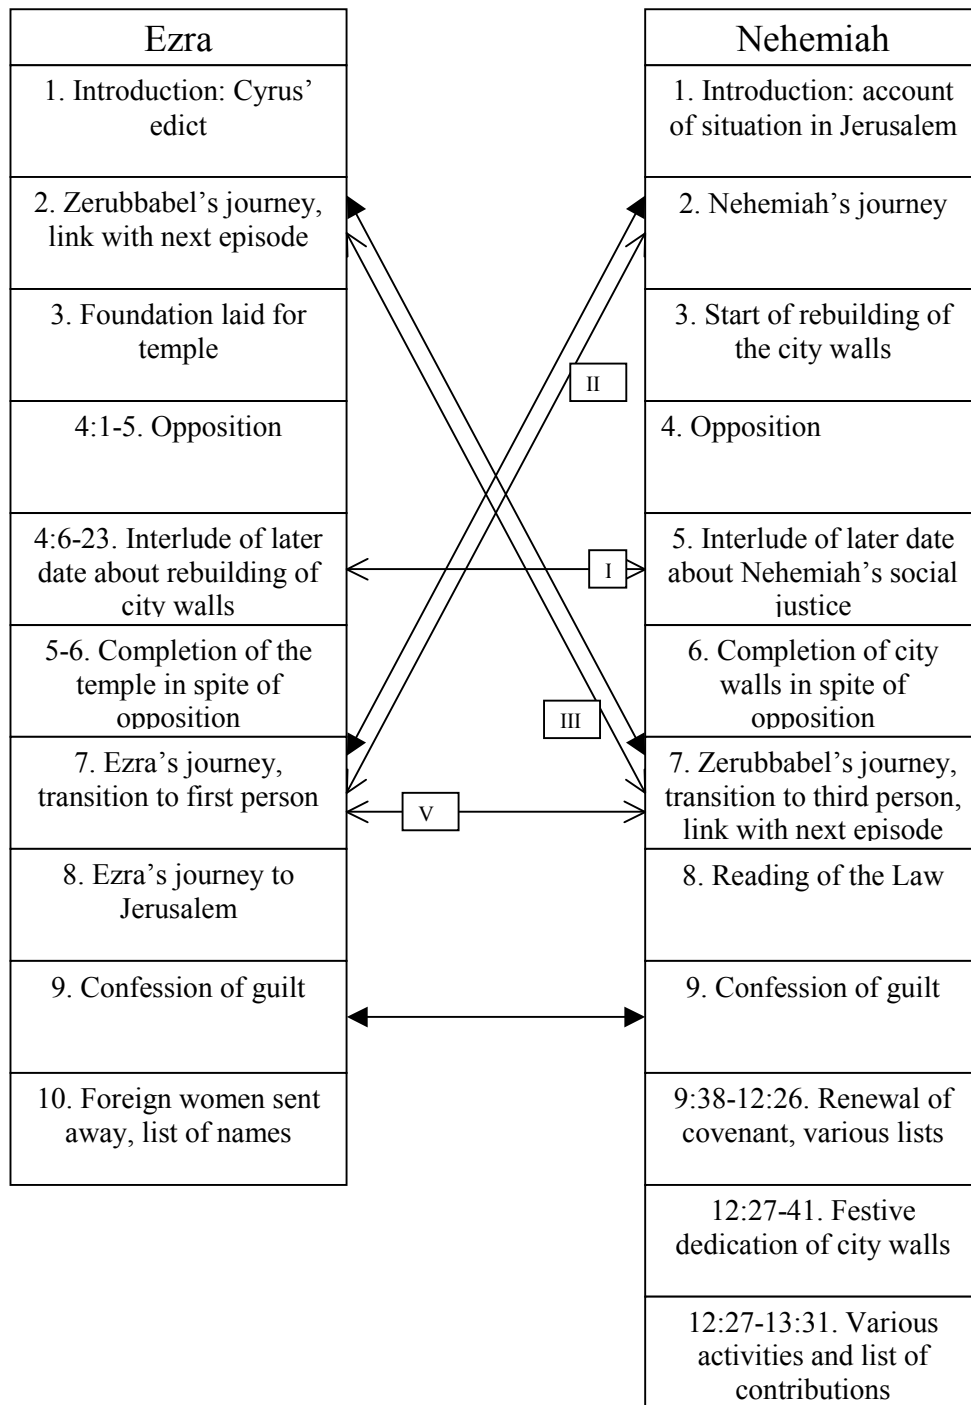 Ezra
1. Introduction: Cyrus’
edict
2. Zerubbabel’s journey,
link with next episode
3. Foundation laid for
temple
4:1-5. Opposition
4:6-23. Interlude of later
date about rebuilding of
city walls
5-6. Completion of the
temple in spite of
opposition
7. Ezra’s journey,
transition to first person
8. Ezra’s journey to
Jerusalem
9. Confession of guilt
10. Foreign women sent
away, list of names
II
I
III
V
Nehemiah
1. Introduction: account
of situation in Jerusalem
2. Nehemiah’s journey
3. Start of rebuilding of
the city walls
4. Opposition
5. Interlude of later date
about Nehemiah’s social
justice
6. Completion of city
walls in spite of
opposition
7. Zerubbabel’s journey,
transition to third person,
link with next episode
8. Reading of the Law
9. Confession of guilt
9:38-12:26. Renewal of
covenant, various lists
12:27-41. Festive
dedication of city walls
12:27-13:31. Various
activities and list of
contributions